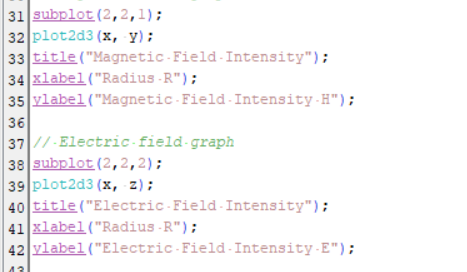 31 subplot(2,2,1);
32 plot2d3(x, y);
33 title("Magnetic Field Intensity");
34 xlabel("Radius R");
35 ylabel("Magnetic Field Intensity H");
36
37 // Electric field graph
38 subplot(2,2,2);
39 plot2d3(x, z);
40 title("Electric Field Intensity");
41 xlabel("Radius R");
42 ylabel("Electric Field Intensity E");